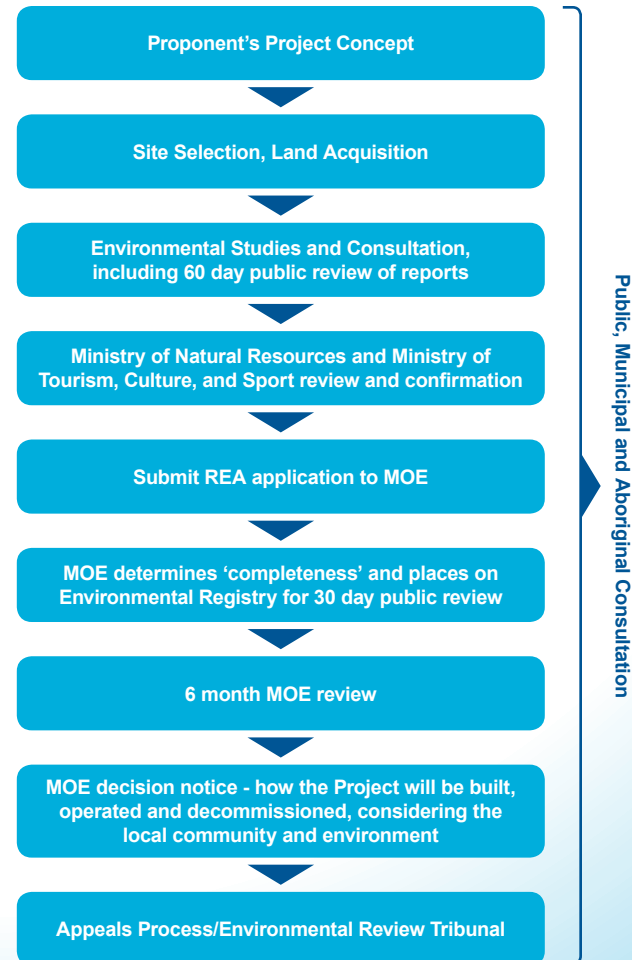 Proponent's Project Concept
Site Selection, Land Acquisition
Environmental Studies and Consultation,
including 60 day public review of reports
Ministry of Natural Resources and Ministry of
Tourism, Culture, and Sport review and confirmation
Submit REA application to MOE
MOE determines ‘completeness’ and places on
Environmental Registry for 30 day public review
6 month MOE review
MOE decision notice - how the Project will be built,
operated and decommissioned, considering the
local community and environment
Appeals Process/Environmental Review Tribunal
Public, Municipal and Aboriginal Consultation